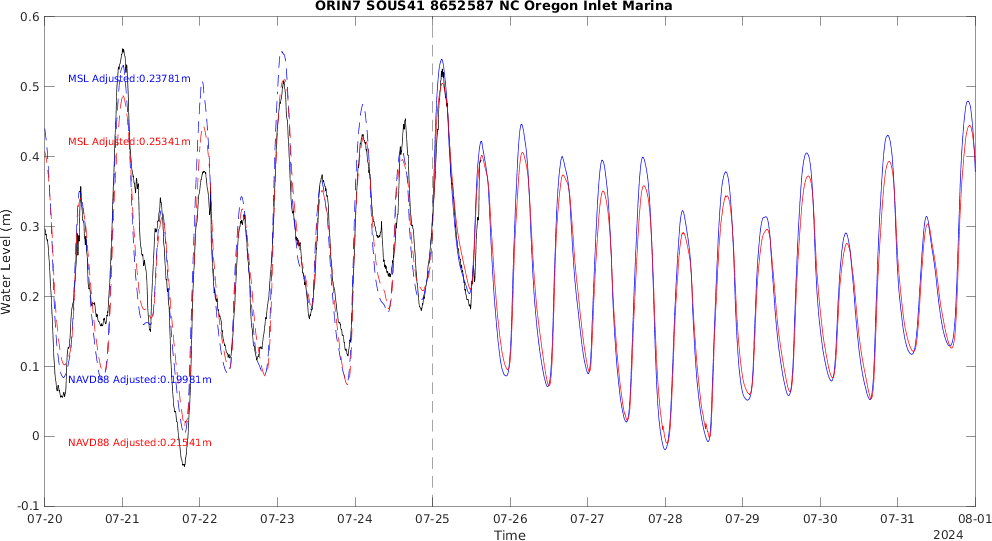 ORIN7 SOUS41 8652587 NC Oregon Inlet Marina
0.6
0.5
0.4
0.3
0.2
0.1
0
-0.1
Water Level (m)
MSL Adjusted:0.23781m
MSL Adjusted:0.25341m
NAVD88 Adjusted:0.19981m
NAVD88 Adjusted:0.21541m
07-20 07-21 07-22 07-23 07-24 07-25 07-26 07-27 07-28 07-29 07-30 07-31 08-01
Time
2024